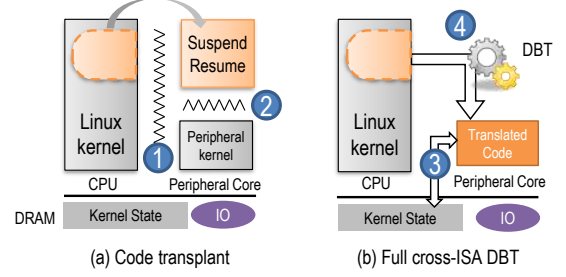 Suspend
Resume
Linux
kernel
1
2
Peripheral
kernel
CPU
Peripheral Core
DRAM
Kernel State
IO
(a) Code transplant
4
DBT
Linux
kernel
3
Translated
Code
CPU
Peripheral Core
Kernel State
IO
(b) Full cross-ISA DBT